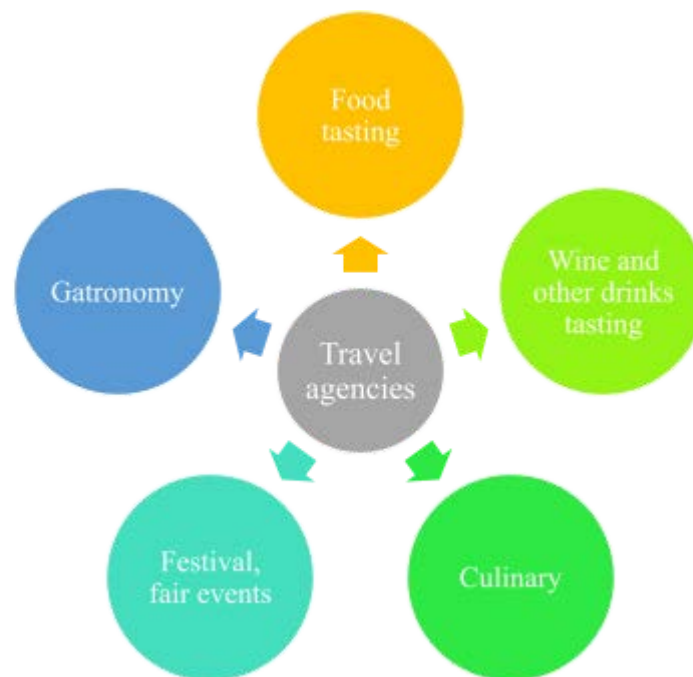 Food
tasting
Gatronomy
Wine and
other drinks
tasting
Travel
agencies
Festival,
fair events
Culinary